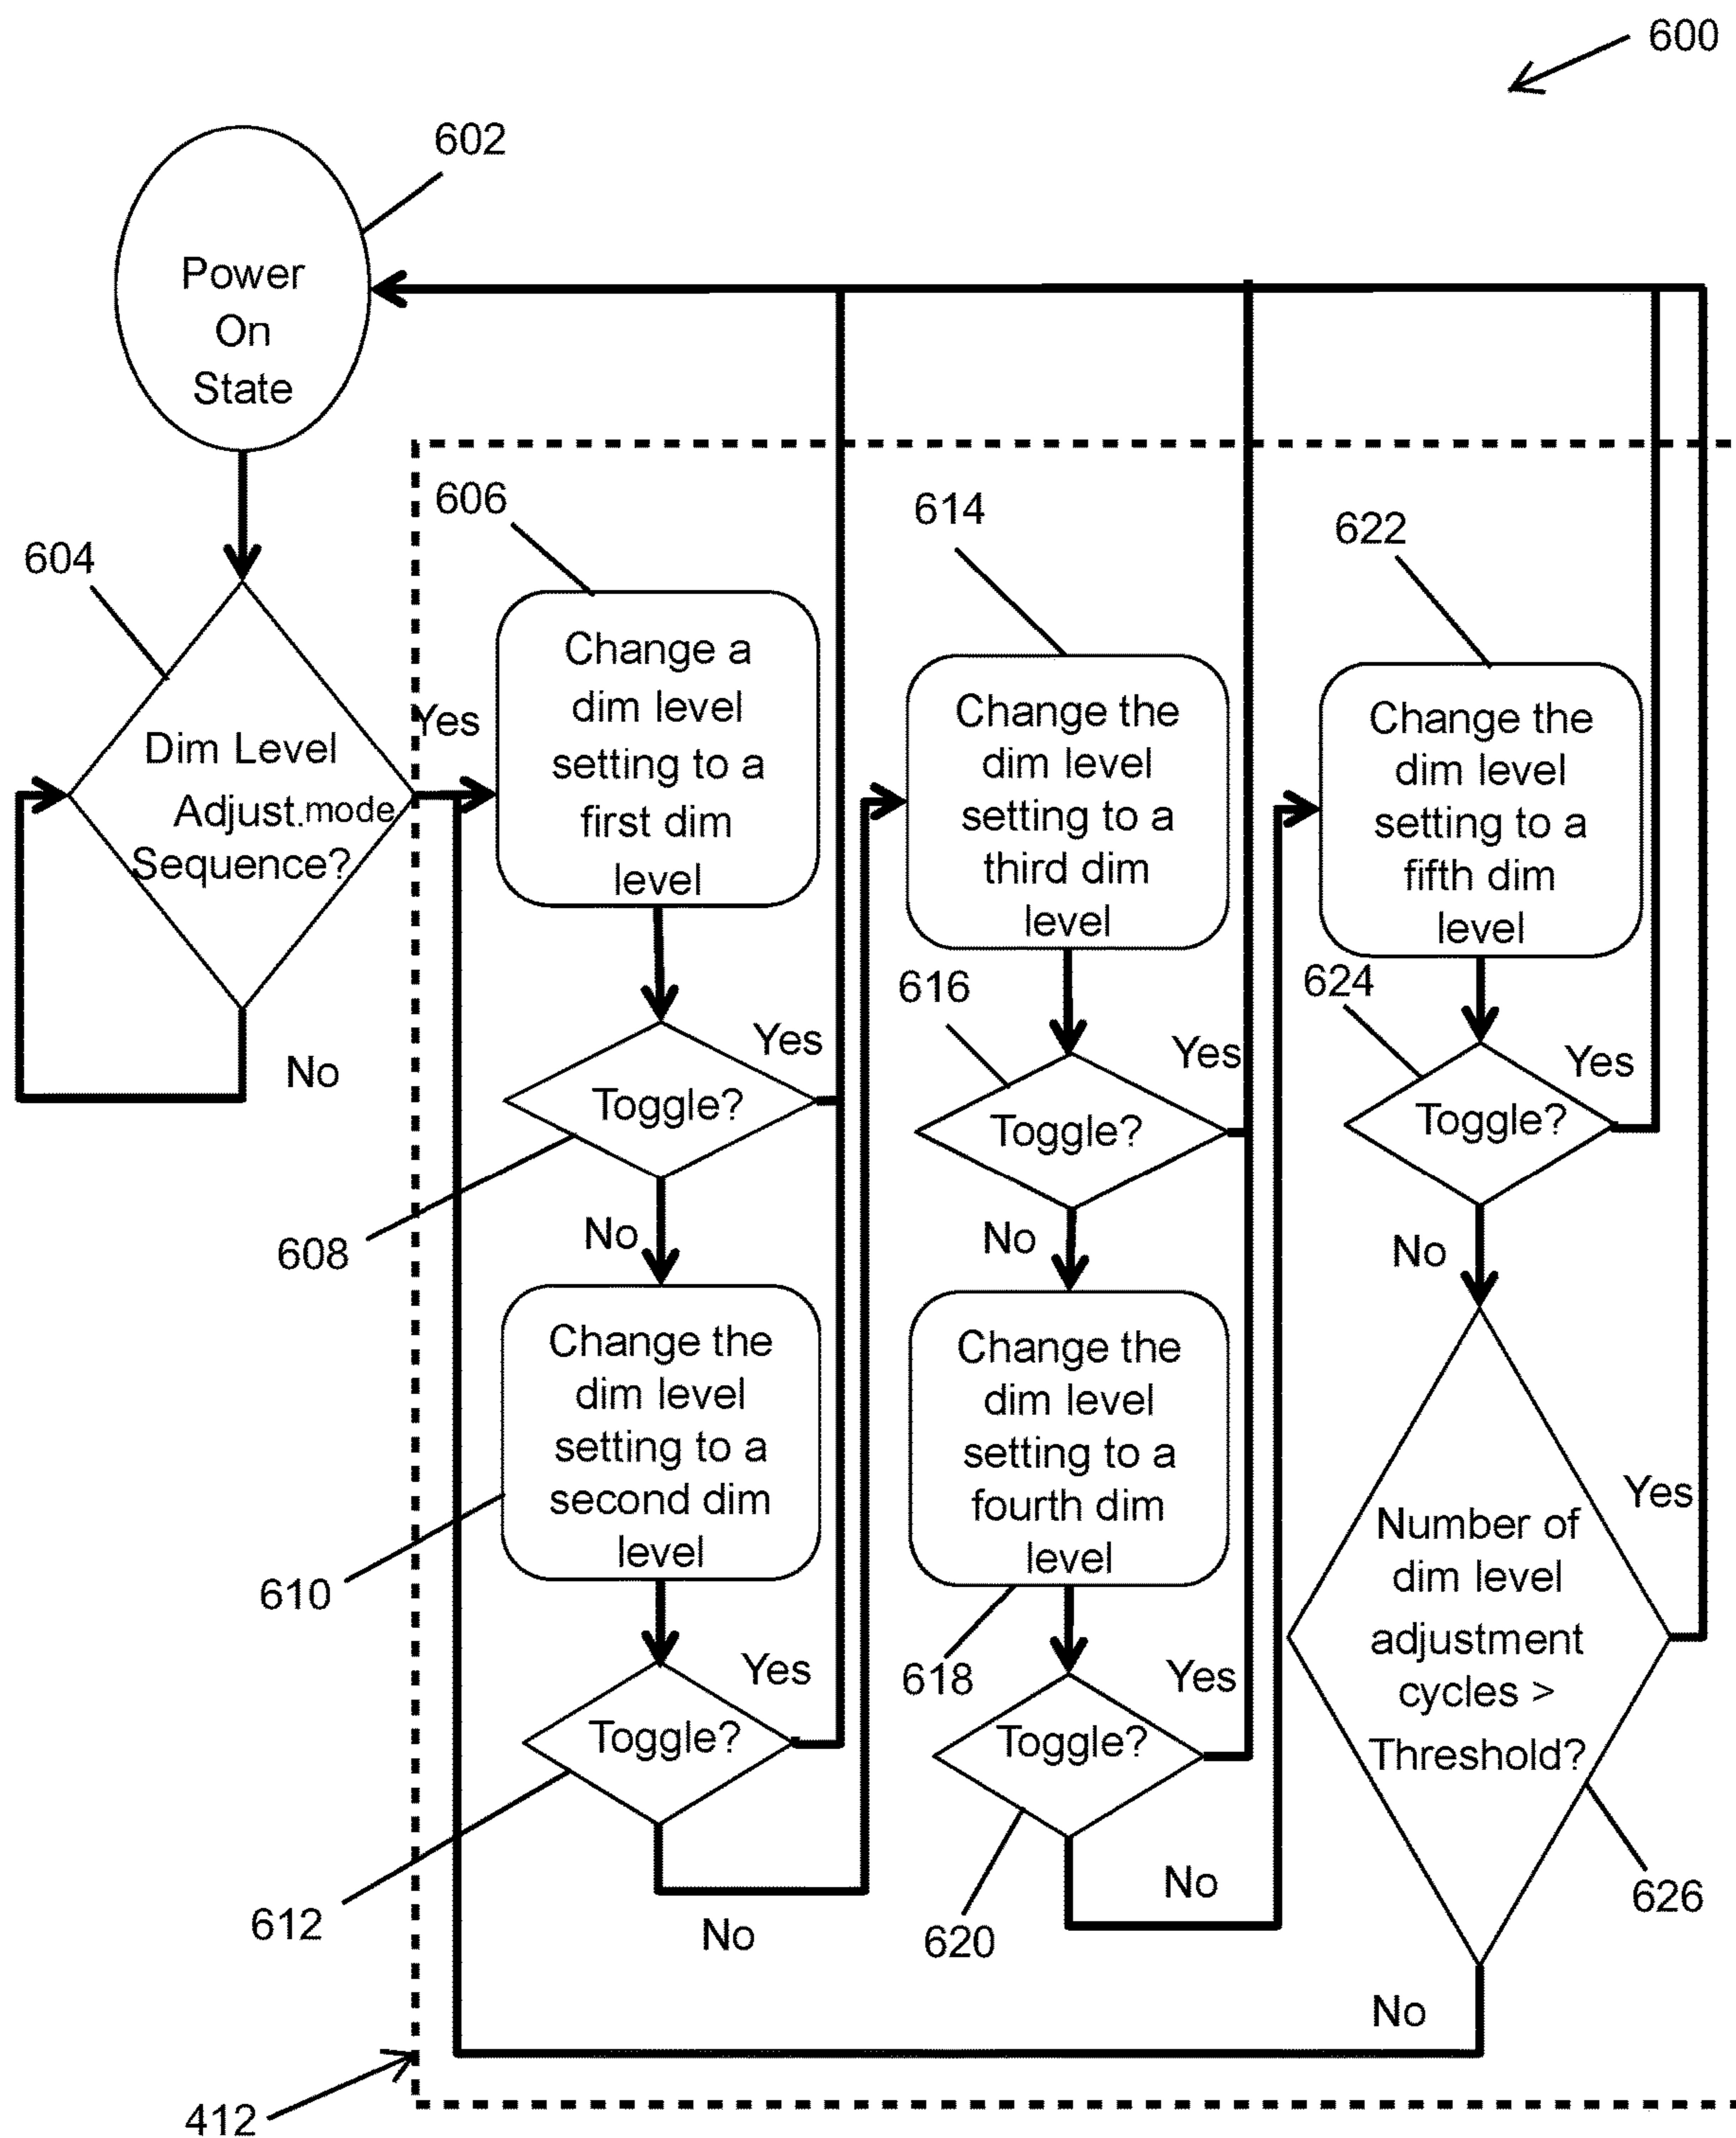 600
602
Power
On
State
604
Dim Level
Adjust.mode
Sequence?
Yes
No
606
Change a
dim level
setting to a
first dim
level
608
Toggle?
Yes
No
610
Change the
dim level
setting to a
second dim
level
612
Toggle?
Yes
No
614
Change the
dim level
setting to a
third dim
level
616
Toggle?
Yes
No
618
Change the
dim level
setting to a
fourth dim
level
620
Toggle?
Yes
No
622
Change the
dim level
setting to a
fifth dim
level
624
Toggle?
Yes
No
626
Number of
dim level
adjustment
cycles >
Threshold?
Yes
No
412